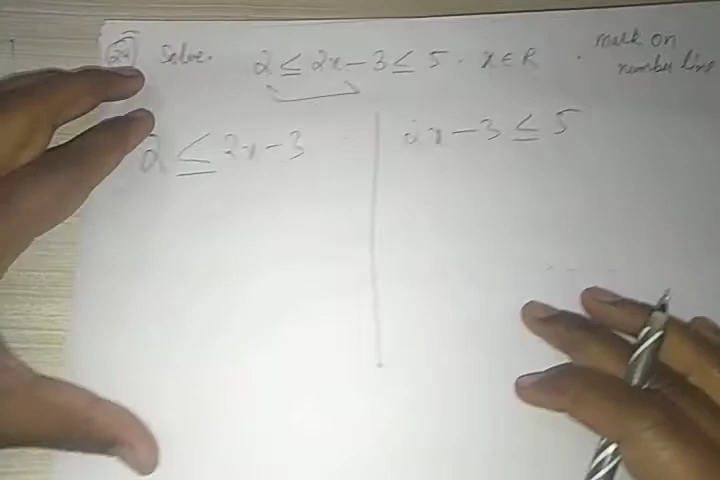 24 Solve. 2 ≤ 2x - 3 ≤ 5 . x ∈ R . mark on
number line
2 ≤ 2x - 3
2x - 3 ≤ 5